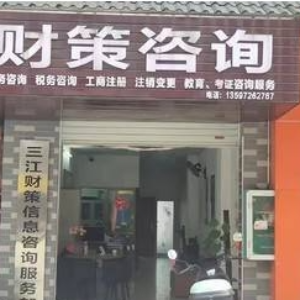 财策咨询
务咨询 税务咨询 工商注册 注销变更 教育、考证咨询服务
电话：13597262787
三江财策信息咨询服务